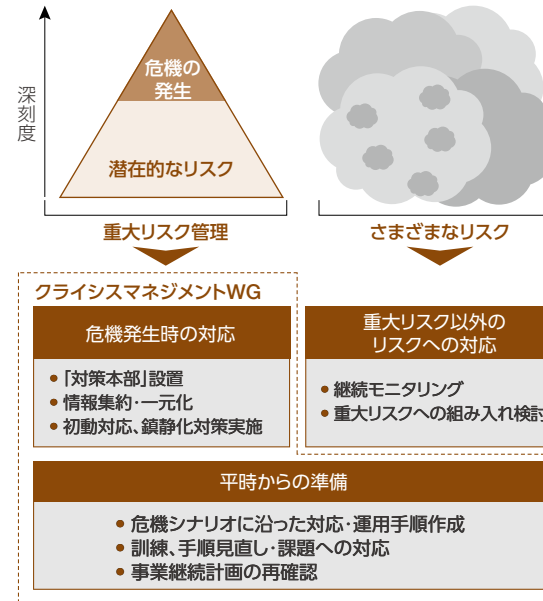 深刻度
危機の
発生
潜在的なリスク
重大リスク管理
さまざまなリスク
クライシスマネジメントWG
危機発生時の対応
• 「対策本部」設置
• 情報集約・一元化
• 初動対応、鎮静化対策実施
重大リスク以外の
リスクへの対応
• 継続モニタリング
• 重大リスクへの組み入れ検討
平時からの準備
• 危機シナリオに沿った対応・運用手順作成
• 訓練、手順見直し・課題への対応
• 事業継続計画の再確認